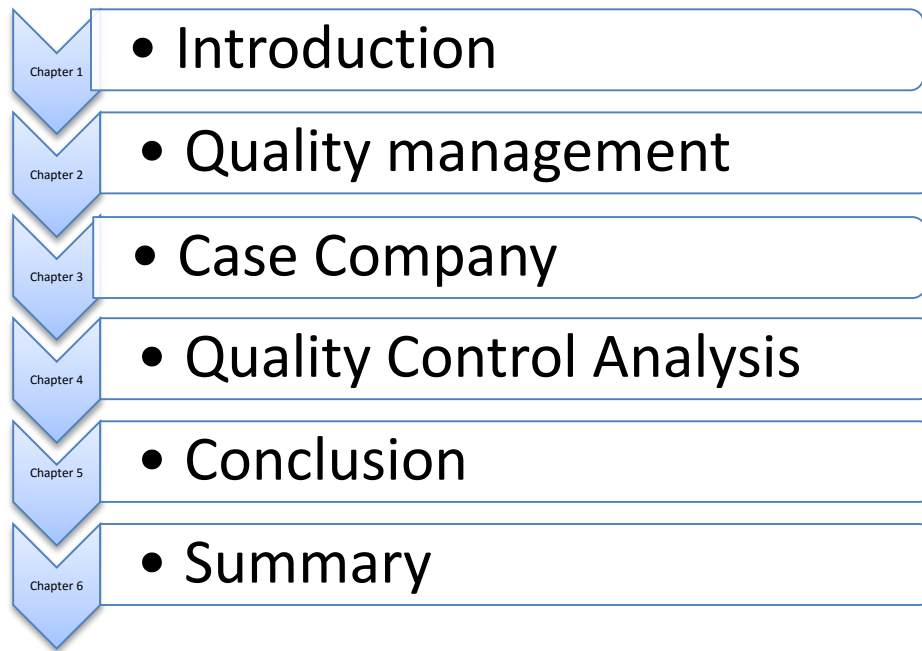 Chapter 1
• Introduction
Chapter 2
• Quality management
Chapter 3
• Case Company
Chapter 4
• Quality Control Analysis
Chapter 5
• Conclusion
Chapter 6
• Summary